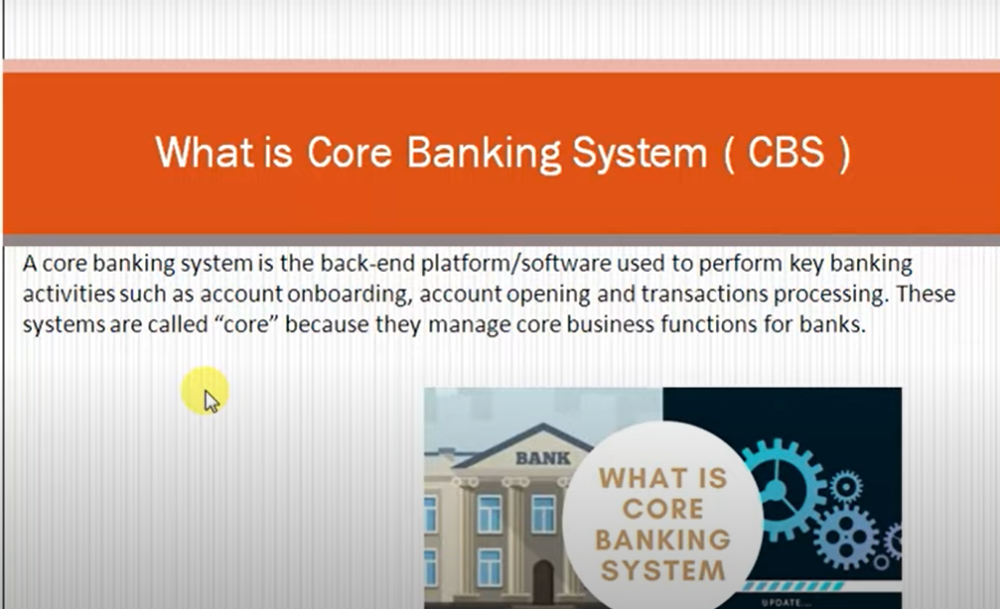 What is Core Banking System ( CBS )
A core banking system is the back-end platform/software used to perform key banking
activities such as account onboarding, account opening and transactions processing. These
systems are called “core” because they manage core business functions for banks.
BANK
WHAT IS
CORE
BANKING
SYSTEM
UPDATE...